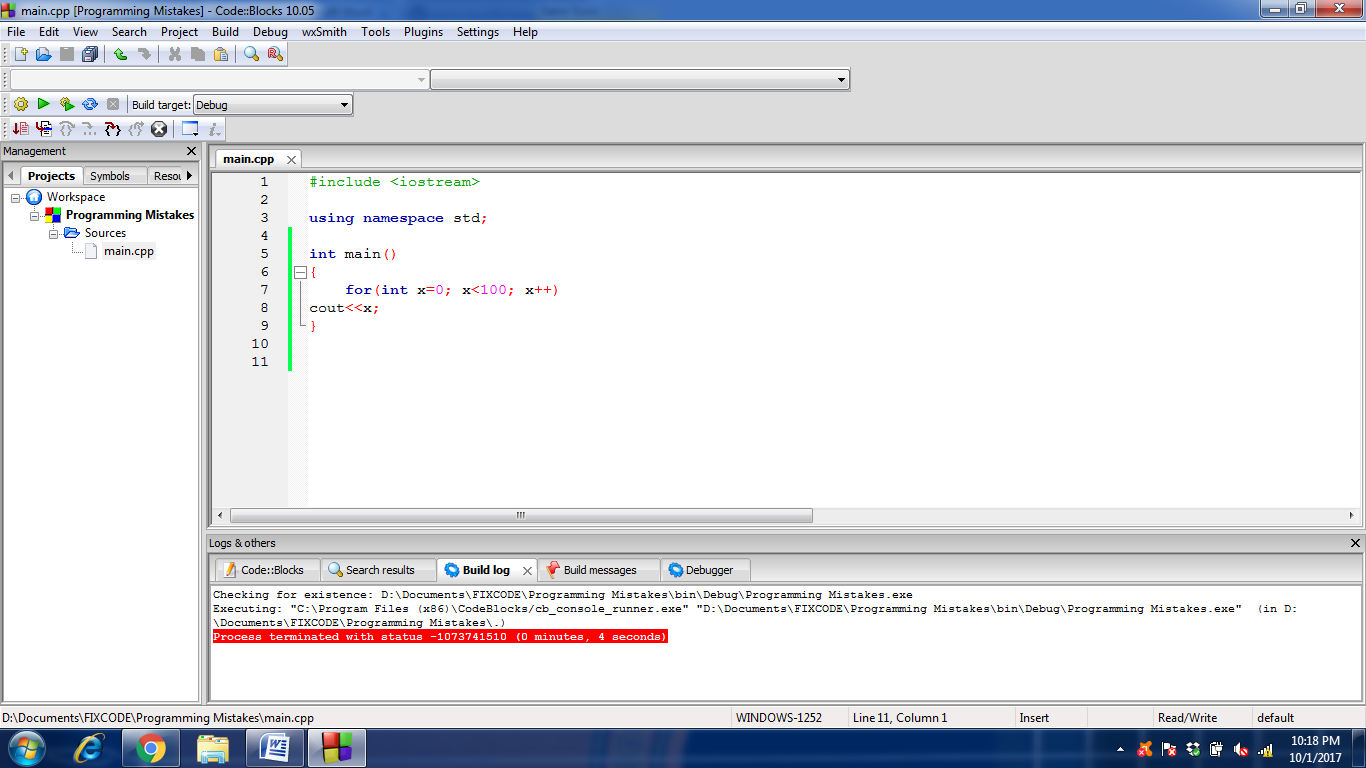 main.cpp [Programming Mistakes] - Code::Blocks 10.05
File Edit View Search Project Build Debug wxSmith Tools Plugins Settings Help
Build target: Debug
Management
Projects Symbols Resou
Workspace
Programming Mistakes
Sources
main.cpp
main.cpp
1 #include <iostream>
2
3 using namespace std;
4
5 int main()
6 {
7 for(int x=0; x<100; x++)
8 cout<<x;
9 }
10
11
Logs & others
Code::Blocks Search results Build log Build messages Debugger
Checking for existence: D:\Documents\FIXCODE\Programming Mistakes\bin\Debug\Programming Mistakes.exe
Executing: "C:\Program Files (x86)\CodeBlocks/cb_console_runner.exe" "D:\Documents\FIXCODE\Programming Mistakes\bin\Debug\Programming Mistakes.exe" (in D:
\Documents\FIXCODE\Programming Mistakes\.)
Process terminated with status -1073741510 (0 minutes, 4 seconds)
D:\Documents\FIXCODE\Programming Mistakes\main.cpp WINDOWS-1252 Line 11, Column 1 Insert Read/Write default
10:18 PM
10/1/2017